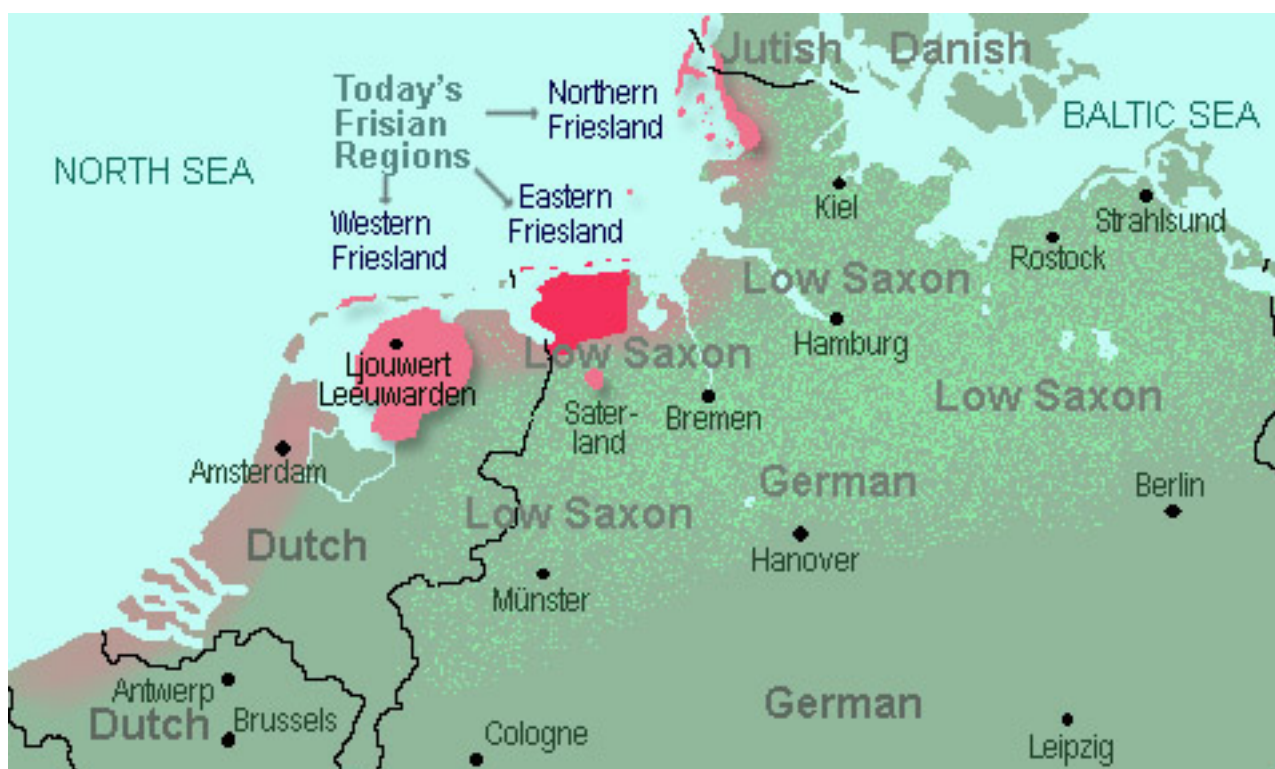 Jutish Danish
Today's
Frisian
Regions
Northern
Friesland
BALTIC SEA
NORTH SEA
Western
Friesland
Eastern
Friesland
Kiel
Strahlsund
Rostock
Low Saxon
Hamburg
Ljouwert
Leeuwarden
Low Saxon
Sater-
land
Bremen
Low Saxon
Amsterdam
German
Berlin
Low Saxon
Dutch
Hanover
Münster
Antwerp
Dutch
Brussels
Cologne
German
Leipzig